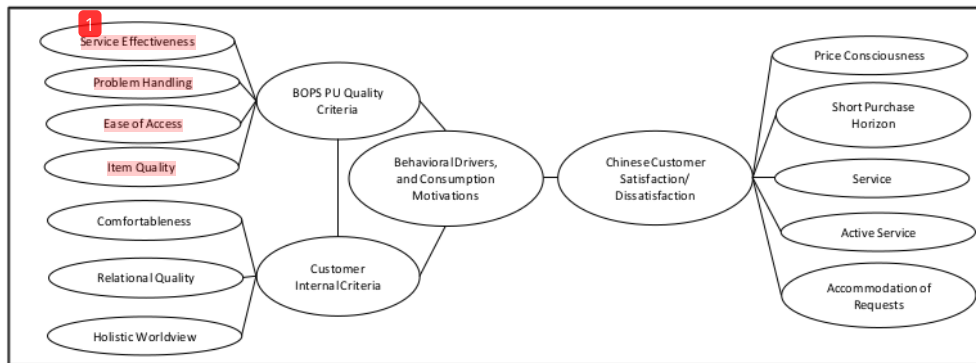 1
Service Effectiveness
Problem Handling
Ease of Access
Item Quality
Comfortableness
Relational Quality
Holistic Worldview
BOPS PU Quality
Criteria
Customer
Internal Criteria
Behavioral Drivers,
and Consumption
Motivations
Chinese Customer
Satisfaction/
Dissatisfaction
Price Consciousness
Short Purchase
Horizon
Service
Active Service
Accommodation of
Requests